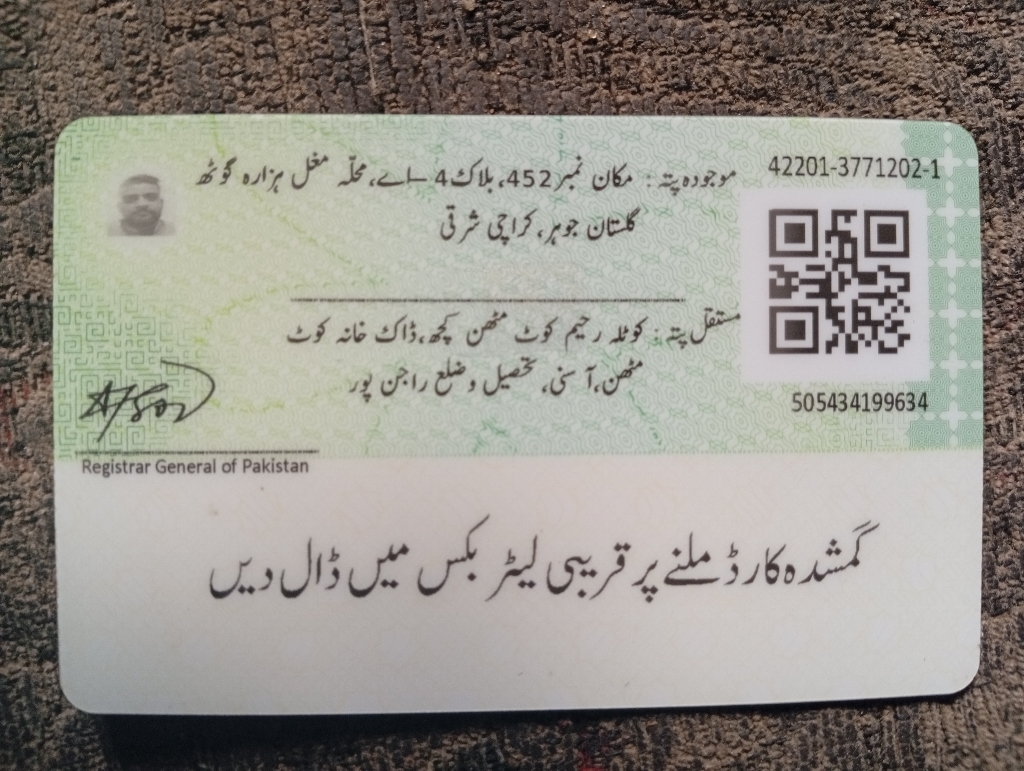 42201-3771202-1
موجودہ پتہ: مکان نمبر 452، بلاک 4-اے، محلّہ مغل ہزارہ گوٹھ
گلستان جوہر، کراچی شرقی
مستقل پتہ: کوٹلہ رحیم کوٹ مٹھن کچھ، ڈاک خانہ کوٹ
مٹھن، آسنی، تحصیل و ضلع راجن پور
505434199634
Registrar General of Pakistan
گمشدہ کارڈ ملنے پر قریبی لیٹر بکس میں ڈال دیں